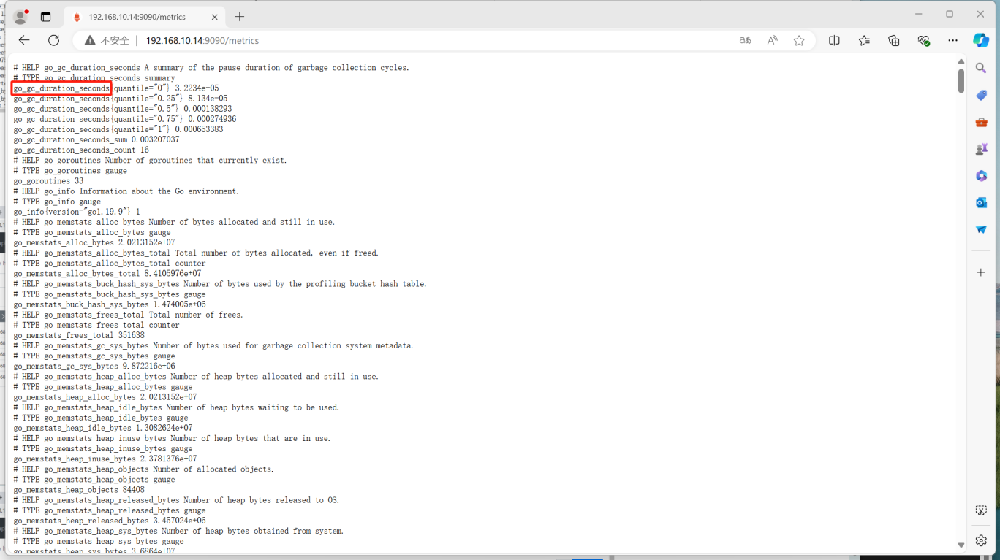 192.168.10.14:9090/metrics
不安全 192.168.10.14:9090/metrics
# HELP go_gc_duration_seconds A summary of the pause duration of garbage collection cycles.
# TYPE go_gc_duration_seconds summary
go_gc_duration_seconds{quantile="0"} 3.2234e-05
go_gc_duration_seconds{quantile="0.25"} 8.134e-05
go_gc_duration_seconds{quantile="0.5"} 0.000138293
go_gc_duration_seconds{quantile="0.75"} 0.000274936
go_gc_duration_seconds{quantile="1"} 0.000653383
go_gc_duration_seconds_sum 0.003207037
go_gc_duration_seconds_count 16
# HELP go_goroutines Number of goroutines that currently exist.
# TYPE go_goroutines gauge
go_goroutines 33
# HELP go_info Information about the Go environment.
# TYPE go_info gauge
go_info{version="go1.19.9"} 1
# HELP go_memstats_alloc_bytes Number of bytes allocated and still in use.
# TYPE go_memstats_alloc_bytes gauge
go_memstats_alloc_bytes 2.0213152e+07
# HELP go_memstats_alloc_bytes_total Total number of bytes allocated, even if freed.
# TYPE go_memstats_alloc_bytes_total counter
go_memstats_alloc_bytes_total 8.4105976e+07
# HELP go_memstats_buck_hash_sys_bytes Number of bytes used by the profiling bucket hash table.
# TYPE go_memstats_buck_hash_sys_bytes gauge
go_memstats_buck_hash_sys_bytes 1.474005e+06
# HELP go_memstats_frees_total Total number of frees.
# TYPE go_memstats_frees_total counter
go_memstats_frees_total 351638
# HELP go_memstats_gc_sys_bytes Number of bytes used for garbage collection system metadata.
# TYPE go_memstats_gc_sys_bytes gauge
go_memstats_gc_sys_bytes 9.872216e+06
# HELP go_memstats_heap_alloc_bytes Number of heap bytes allocated and still in use.
# TYPE go_memstats_heap_alloc_bytes gauge
go_memstats_heap_alloc_bytes 2.0213152e+07
# HELP go_memstats_heap_idle_bytes Number of heap bytes waiting to be used.
# TYPE go_memstats_heap_idle_bytes gauge
go_memstats_heap_idle_bytes 1.3082624e+07
# HELP go_memstats_heap_inuse_bytes Number of heap bytes that are in use.
# TYPE go_memstats_heap_inuse_bytes gauge
go_memstats_heap_inuse_bytes 2.3781376e+07
# HELP go_memstats_heap_objects Number of allocated objects.
# TYPE go_memstats_heap_objects gauge
go_memstats_heap_objects 84408
# HELP go_memstats_heap_released_bytes Number of heap bytes released to OS.
# TYPE go_memstats_heap_released_bytes gauge
go_memstats_heap_released_bytes 3.457024e+06
# HELP go_memstats_heap_sys_bytes Number of heap bytes obtained from system.
# TYPE go_memstats_heap_sys_bytes gauge
go_memstats_heap_sys_bytes 3.6864e+07